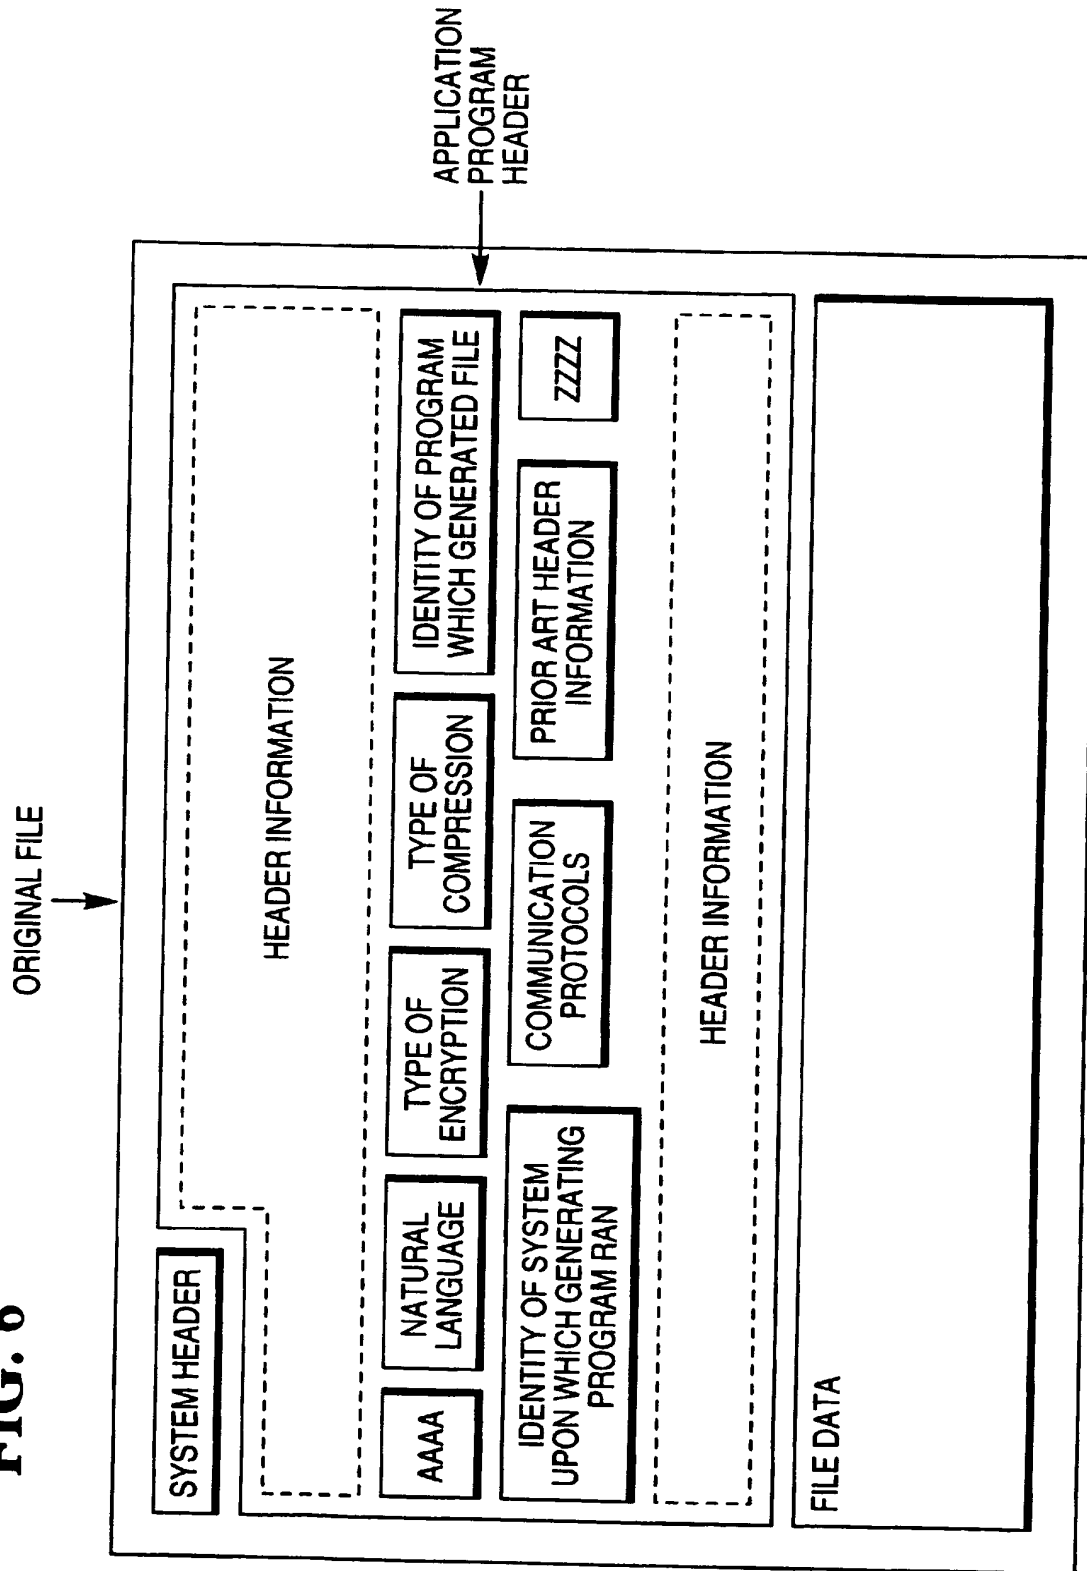 FIG. 6
ORIGINAL FILE
APPLICATION
PROGRAM
HEADER
SYSTEM HEADER
HEADER INFORMATION
AAAA
NATURAL
LANGUAGE
TYPE OF
ENCRYPTION
TYPE OF
COMPRESSION
IDENTITY OF PROGRAM
WHICH GENERATED FILE
IDENTITY OF SYSTEM
UPON WHICH GENERATING
PROGRAM RAN
COMMUNICATION
PROTOCOLS
PRIOR ART HEADER
INFORMATION
ZZZZ
HEADER INFORMATION
FILE DATA